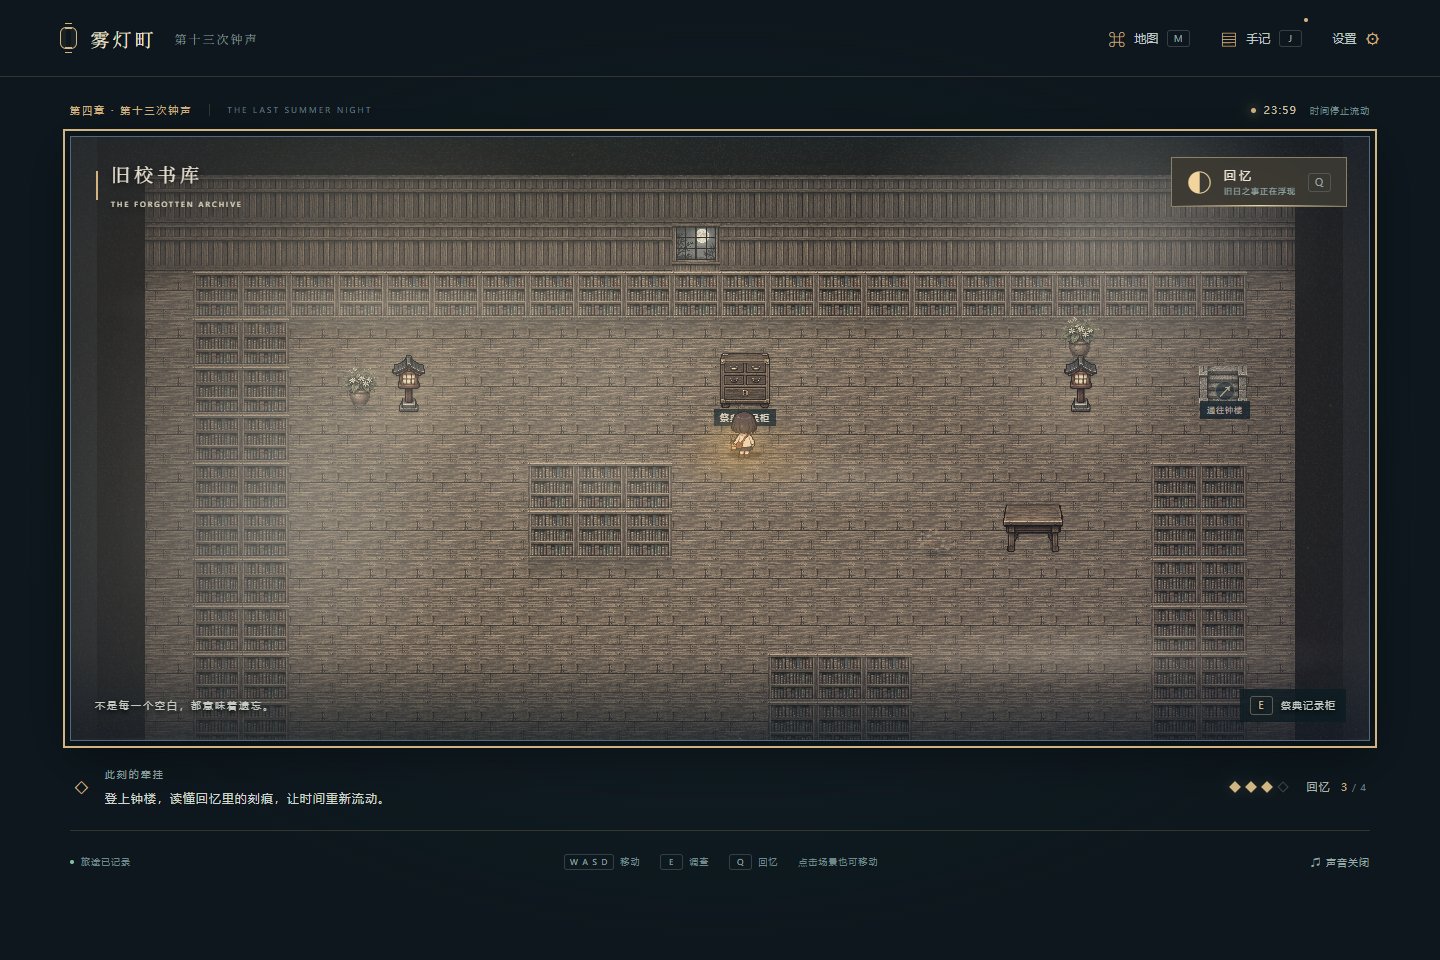 雾灯町
第十三次钟声
地图 M
手记 J
设置
第四章 · 第十三次钟声
THE LAST SUMMER NIGHT
23:59 时间停止流动
旧校书库
THE FORGOTTEN ARCHIVE
回忆
旧日之事正在浮现
Q
通往钟楼
不是每一个空白，都意味着遗忘。
E 祭典记录柜
此刻的牵挂
登上钟楼，读懂回忆里的刻痕，让时间重新流动。
回忆 3 / 4
旅途已记录
W A S D 移动
E 调查
Q 回忆
点击场景也可移动
声音关闭